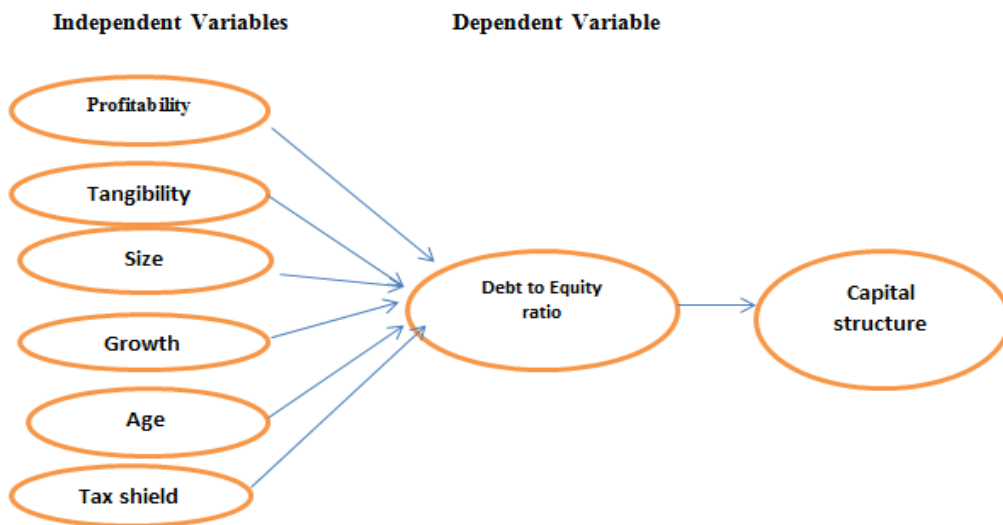 Independent Variables
Dependent Variable
Profitability
Tangibility
Size
Growth
Age
Tax shield
Debt to Equity
ratio
Capital
structure